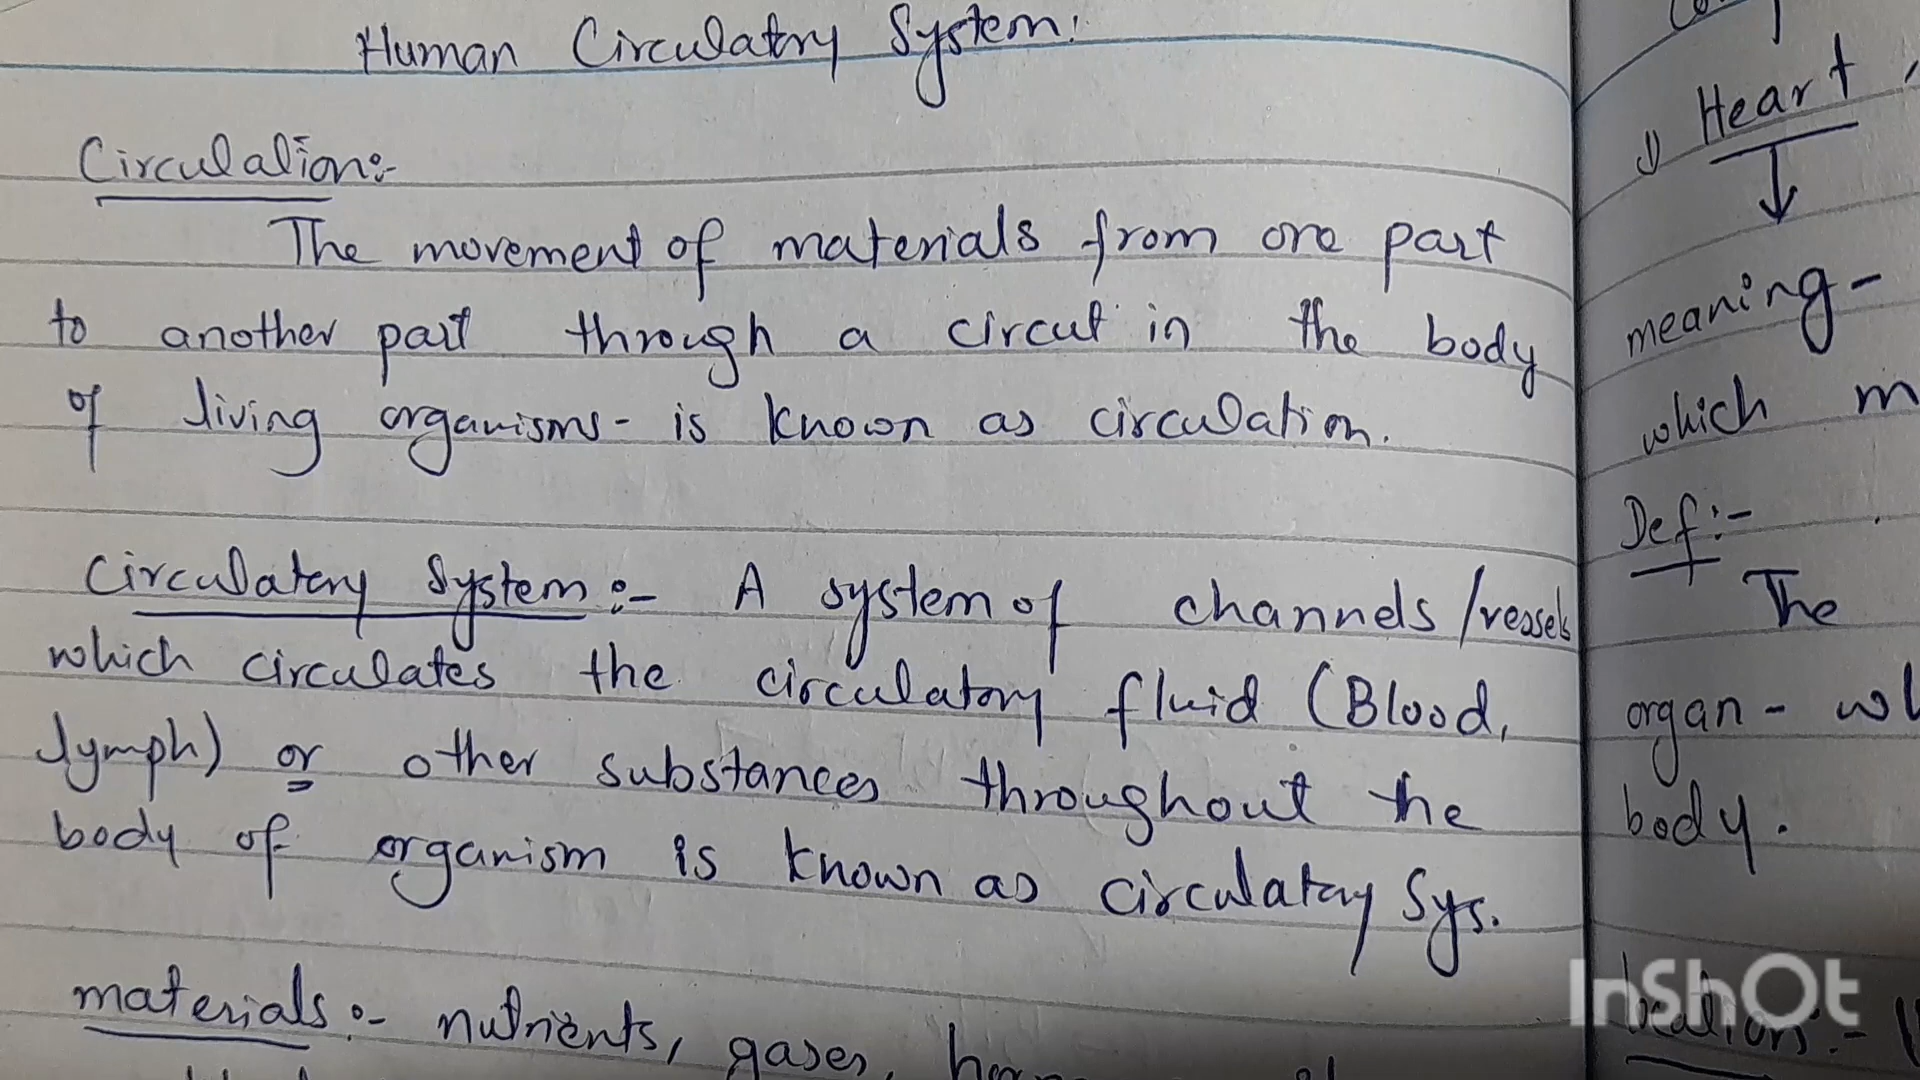 Human Circulatory System:
Circulation:-
The movement of materials from one part
to another part through a circut in the body
of living organisms - is known as circulation.
Circulatory System :- A system of channels /vessels
which circulates the circulatory fluid (Blood,
lymph) or other substances throughout the
body of organism is known as circulatory Sys.
materials :- nutrients, gases,
1) Heart
meaning -
which m
Def :-
The
organ - wh
body.
InShOt